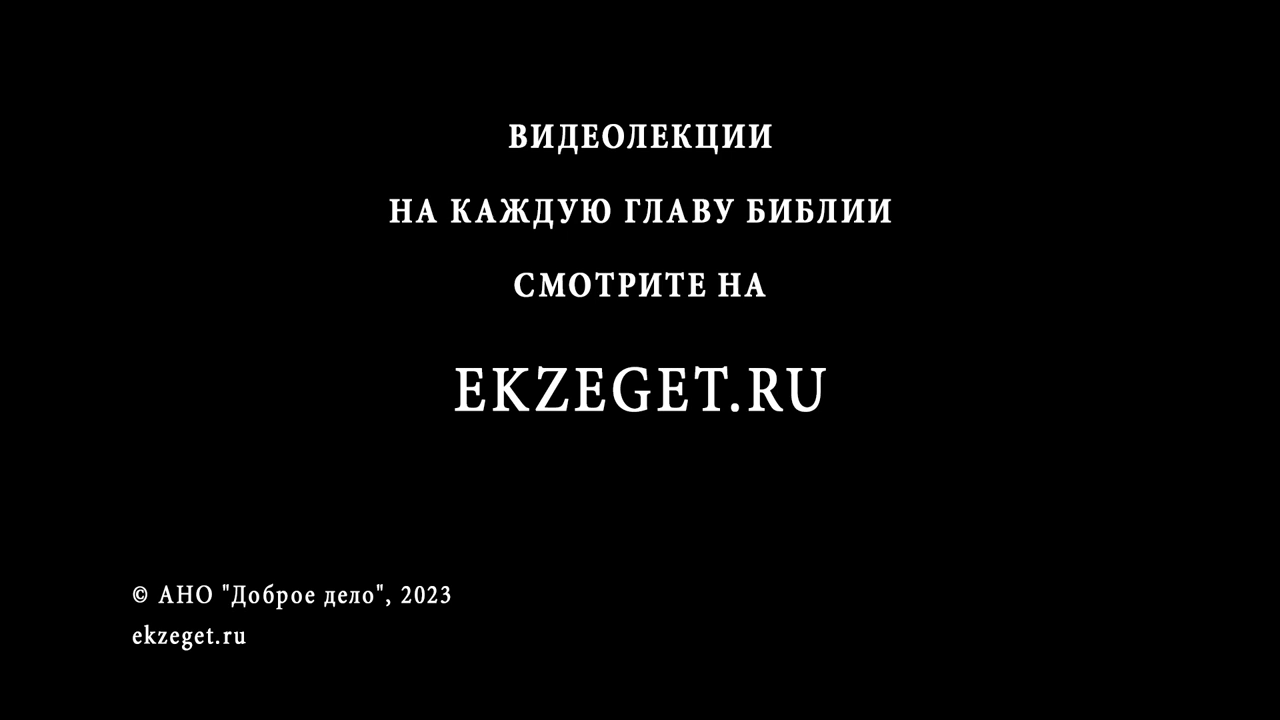 ВИДЕОЛЕКЦИИ
НА КАЖДУЮ ГЛАВУ БИБЛИИ
СМОТРИТЕ НА
EKZEGET.RU
© АНО "Доброе дело", 2023
ekzeget.ru